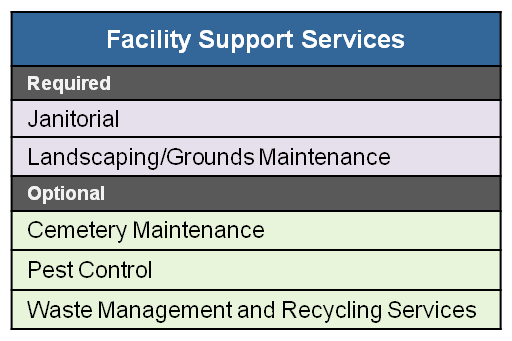 Facility Support Services
Required
Janitorial
Landscaping/Grounds Maintenance
Optional
Cemetery Maintenance
Pest Control
Waste Management and Recycling Services